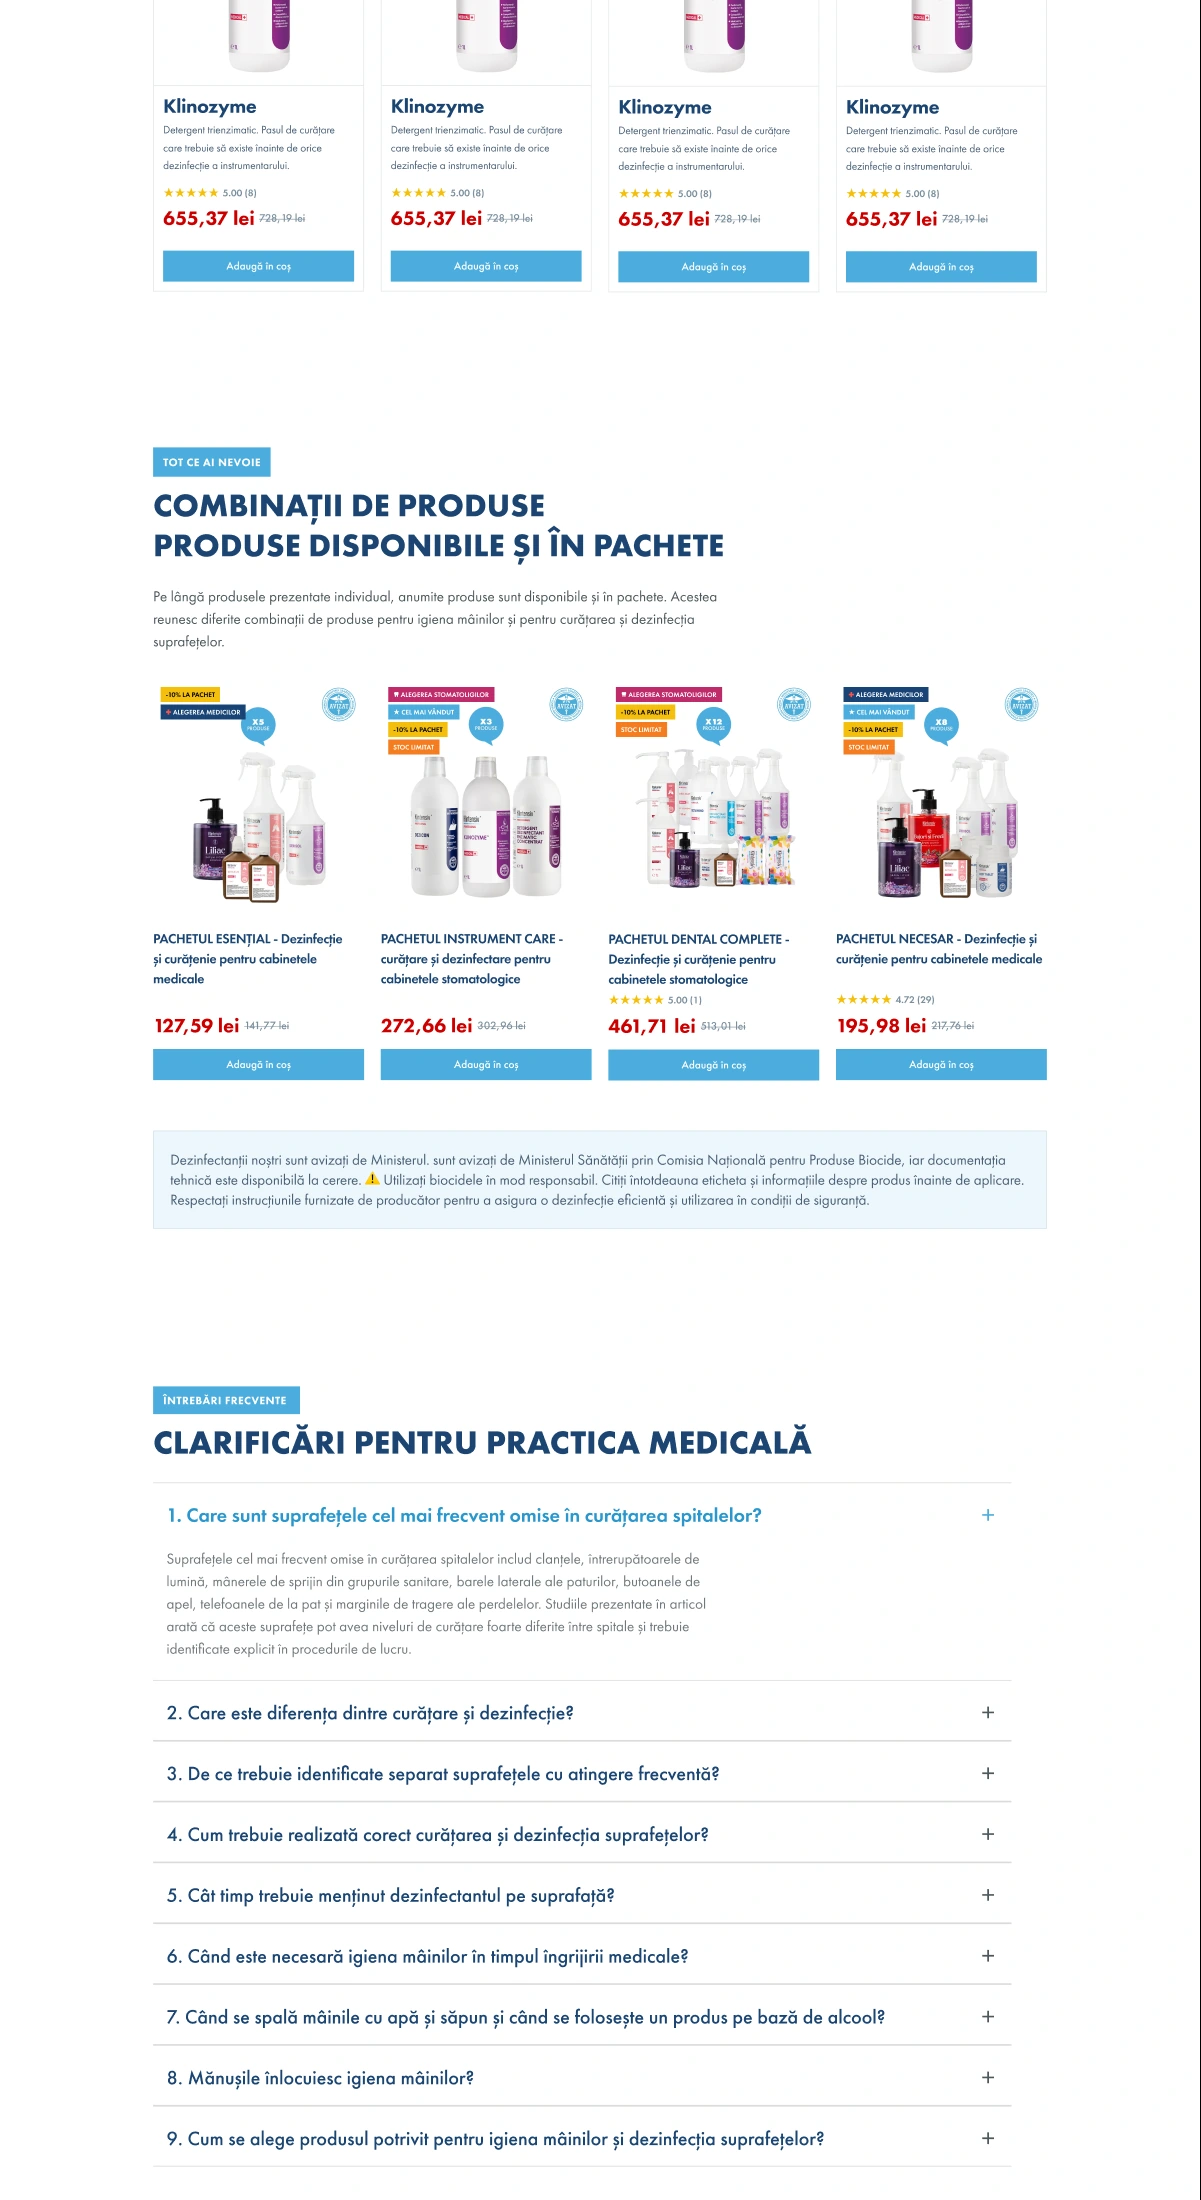 Klinozyme
Detergent trienzimatic. Pasul de curățare
care trebuie să existe înainte de orice
dezinfecție a instrumentarului.
★★★★★ 5.00 (8)
655,37 lei 728,19 lei
Adaugă în coș
Klinozyme
Detergent trienzimatic. Pasul de curățare
care trebuie să existe înainte de orice
dezinfecție a instrumentarului.
★★★★★ 5.00 (8)
655,37 lei 728,19 lei
Adaugă în coș
Klinozyme
Detergent trienzimatic. Pasul de curățare
care trebuie să existe înainte de orice
dezinfecție a instrumentarului.
★★★★★ 5.00 (8)
655,37 lei 728,19 lei
Adaugă în coș
Klinozyme
Detergent trienzimatic. Pasul de curățare
care trebuie să existe înainte de orice
dezinfecție a instrumentarului.
★★★★★ 5.00 (8)
655,37 lei 728,19 lei
Adaugă în coș
TOT CE AI NEVOIE
COMBINAȚII DE PRODUSE
PRODUSE DISPONIBILE ȘI ÎN PACHETE
Pe lângă produsele prezentate individual, anumite produse sunt disponibile și în pachete. Acestea
reunesc diferite combinații de produse pentru igiena mâinilor și pentru curățarea și dezinfecția
suprafețelor.
-10% LA PACHET
ALEGEREA MEDICILOR
X5
PRODUSE
AVIZAT
Liliac
PACHETUL ESENȚIAL - Dezinfecție
și curățenie pentru cabinetele
medicale
127,59 lei 141,77 lei
Adaugă în coș
ALEGEREA STOMATOLIGILOR
★ CEL MAI VÂNDUT
-10% LA PACHET
STOC LIMITAT
X3
PRODUSE
AVIZAT
PACHETUL INSTRUMENT CARE -
curățare și dezinfectare pentru
cabinetele stomatologice
272,66 lei 302,96 lei
Adaugă în coș
ALEGEREA STOMATOLIGILOR
-10% LA PACHET
STOC LIMITAT
X12
PRODUSE
AVIZAT
Liliac
PACHETUL DENTAL COMPLETE -
Dezinfecție și curățenie pentru
cabinetele stomatologice
★★★★★ 5.00 (1)
461,71 lei 513,01 lei
Adaugă în coș
ALEGEREA MEDICILOR
★ CEL MAI VÂNDUT
-10% LA PACHET
STOC LIMITAT
X8
PRODUSE
AVIZAT
Liliac
PACHETUL NECESAR - Dezinfecție și
curățenie pentru cabinetele medicale
★★★★★ 4.72 (29)
195,98 lei 217,76 lei
Adaugă în coș
Dezinfectanții noștri sunt avizați de Ministerul. sunt avizați de Ministerul Sănătății prin Comisia Națională pentru Produse Biocide, iar documentația
tehnică este disponibilă la cerere. ⚠️ Utilizați biocidele în mod responsabil. Citiți întotdeauna eticheta și informațiile despre produs înainte de aplicare.
Respectați instrucțiunile furnizate de producător pentru a asigura o dezinfecție eficientă și utilizarea în condiții de siguranță.
ÎNTREBĂRI FRECVENTE
CLARIFICĂRI PENTRU PRACTICA MEDICALĂ
1. Care sunt suprafețele cel mai frecvent omise în curățarea spitalelor? +
Suprafețele cel mai frecvent omise în curățarea spitalelor includ clanțele, întrerupătoarele de
lumină, mânerele de sprijin din grupurile sanitare, barele laterale ale paturilor, butoanele de
apel, telefoanele de la pat și marginile de tragere ale perdelelor. Studiile prezentate în articol
arată că aceste suprafețe pot avea niveluri de curățare foarte diferite între spitale și trebuie
identificate explicit în procedurile de lucru.
2. Care este diferența dintre curățare și dezinfecție? +
3. De ce trebuie identificate separat suprafețele cu atingere frecventă? +
4. Cum trebuie realizată corect curățarea și dezinfecția suprafețelor? +
5. Cât timp trebuie menținut dezinfectantul pe suprafață? +
6. Când este necesară igiena mâinilor în timpul îngrijirii medicale? +
7. Când se spală mâinile cu apă și săpun și când se folosește un produs pe bază de alcool? +
8. Mănușile înlocuiesc igiena mâinilor? +
9. Cum se alege produsul potrivit pentru igiena mâinilor și dezinfecția suprafețelor? +